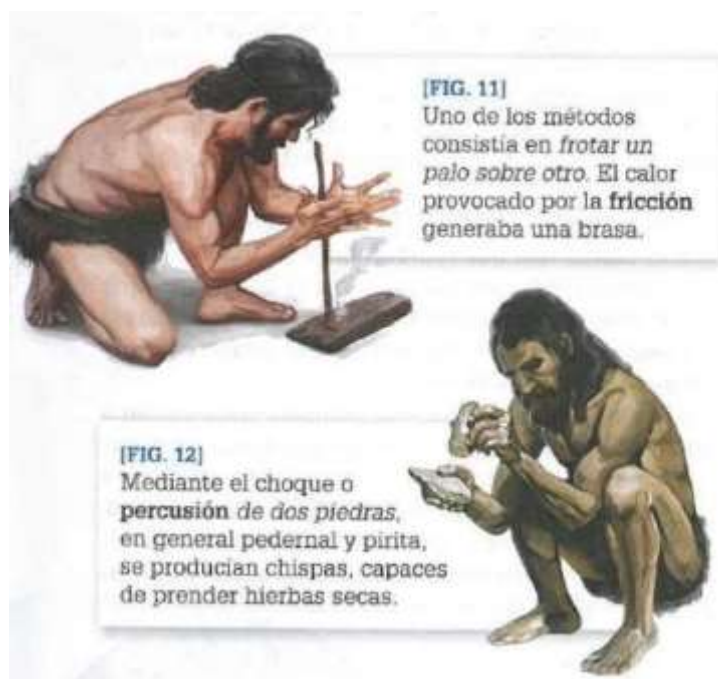 [FIG. 11]
Uno de los métodos
consistía en frotar un
palo sobre otro. El calor
provocado por la fricción
generaba una brasa.
[FIG. 12]
Mediante el choque o
percusión de dos piedras,
en general pedernal y pirita,
se producían chispas, capaces
de prender hierbas secas.